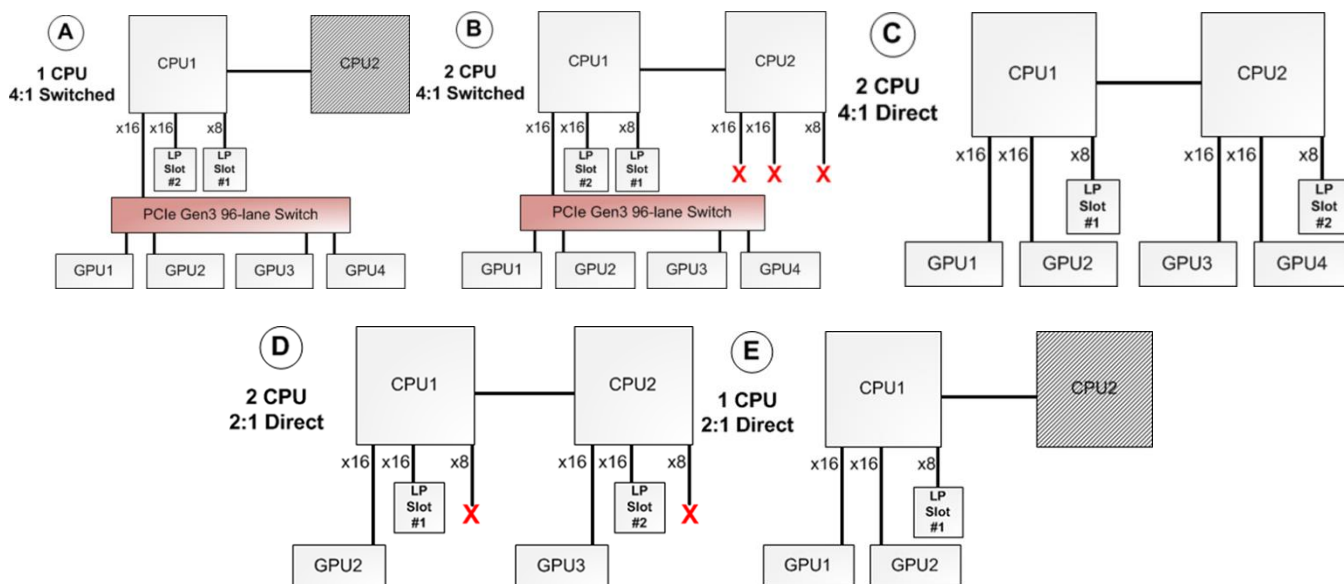 A
1 CPU
4:1 Switched
CPU1
CPU2
x16
x16
x8
LP
Slot
#2
LP
Slot
#1
PCIe Gen3 96-lane Switch
GPU1
GPU2
GPU3
GPU4
B
2 CPU
4:1 Switched
CPU1
CPU2
x16
x16
x8
x16
x16
x8
LP
Slot
#2
LP
Slot
#1
X
X
X
PCIe Gen3 96-lane Switch
GPU1
GPU2
GPU3
GPU4
C
2 CPU
4:1 Direct
CPU1
CPU2
x16
x16
x8
x16
x16
x8
LP
Slot
#1
LP
Slot
#2
GPU1
GPU2
GPU3
GPU4
D
2 CPU
2:1 Direct
CPU1
CPU2
x16
x16
x8
x16
x16
x8
LP
Slot
#1
X
LP
Slot
#2
X
GPU2
GPU3
E
1 CPU
2:1 Direct
CPU1
CPU2
x16
x16
x8
LP
Slot
#1
GPU1
GPU2